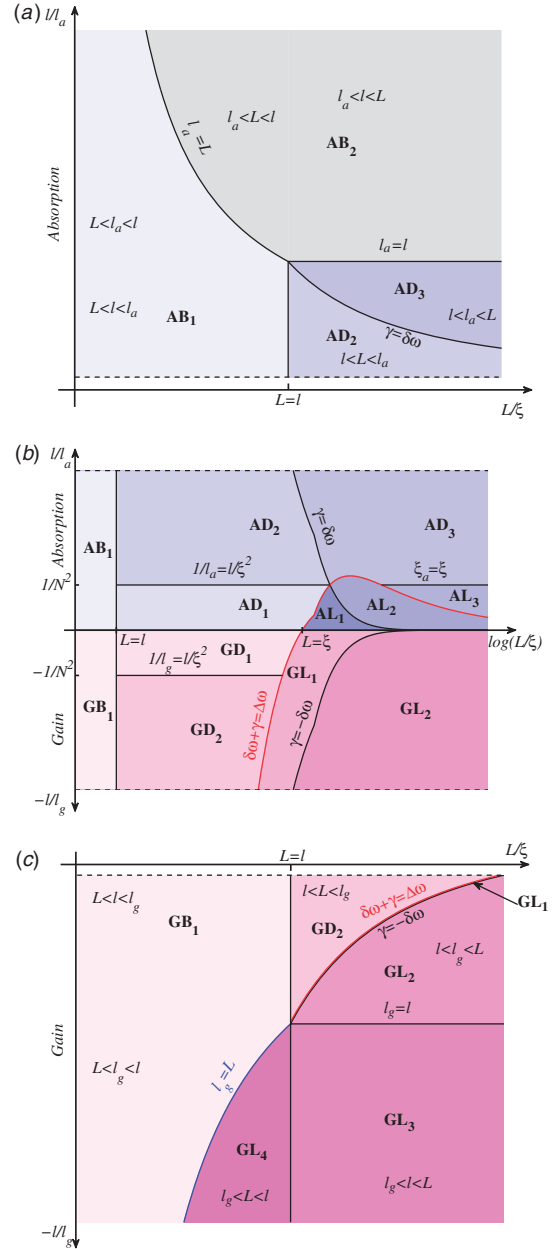 (a)
l/l_a
Absorption
l_a<L<l
l_a<l<L
l_a=L
AB_2
L<l_a<l
l_a=l
L<l<l_a
AB_1
AD_3
l<l_a<L
AD_2
γ=δω
l<L<l_a
L=l
L/ξ
(b)
l/l_a
Absorption
AB_1
AD_2
γ=δω
AD_3
1/N^2
l/l_a=l/ξ^2
ξ_a=ξ
AD_1
AL_1
AL_2
AL_3
L=l
L=ξ
log(L/ξ)
GD_1
−1/N^2
l/l_g=l/ξ^2
GL_1
Gain
GB_1
GD_2
δω+γ=Δω
γ=−δω
GL_2
−l/l_g
(c)
L=l
L/ξ
L<l<l_g
l<L<l_g
δω+γ=Δω
GL_1
GB_1
GD_2
γ=−δω
l<l_g<L
GL_2
l_g=l
Gain
L<l_g<l
l_g=L
GL_3
GL_4
l_g<L<l
l_g<l<L
−l/l_g